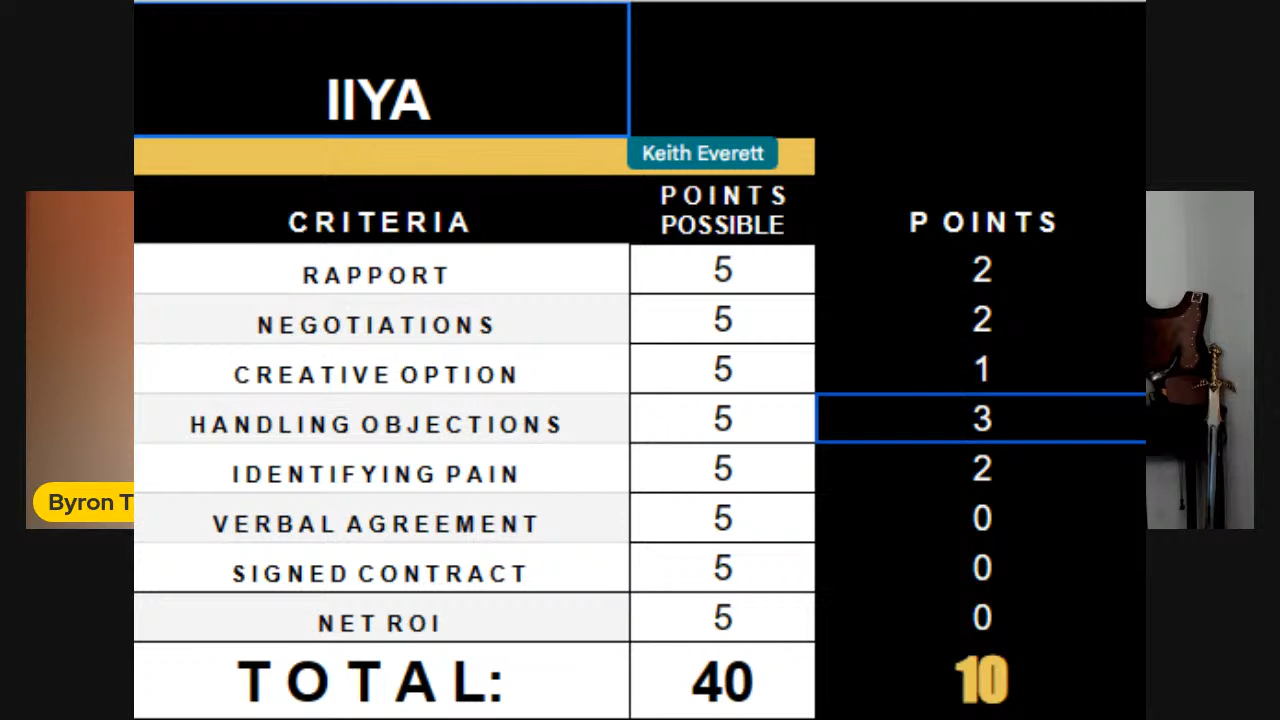 IIYA
Keith Everett
CRITERIA
POINTS
POSSIBLE
POINTS
RAPPORT 5 2
NEGOTIATIONS 5 2
CREATIVE OPTION 5 1
HANDLING OBJECTIONS 5 3
IDENTIFYING PAIN 5 2
VERBAL AGREEMENT 5 0
SIGNED CONTRACT 5 0
NET ROI 5 0
TOTAL: 40 10
Byron T